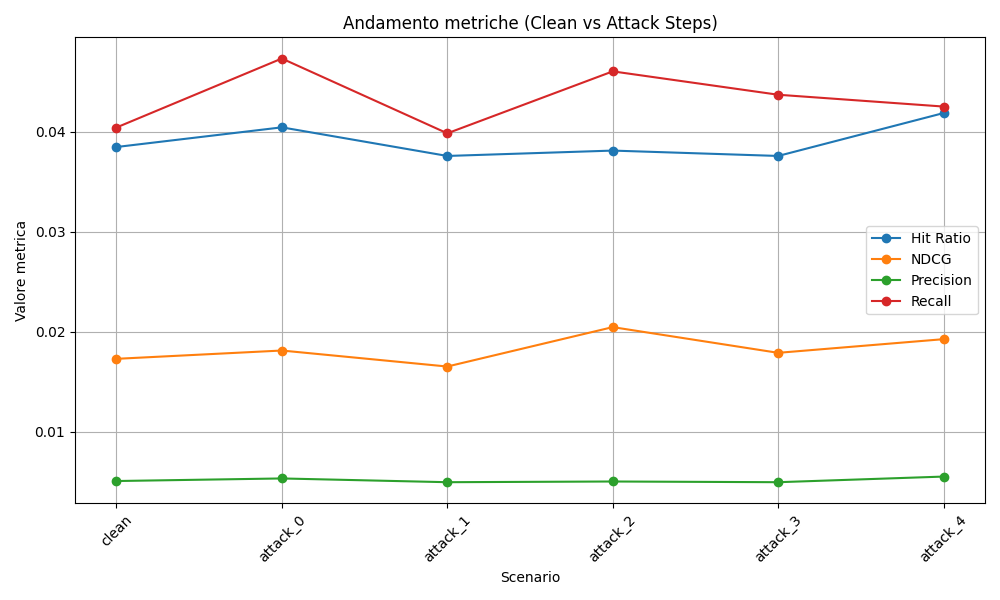 Andamento metriche (Clean vs Attack Steps)
Valore metrica
0.04
0.03
0.02
0.01
Hit Ratio
NDCG
Precision
Recall
clean
attack_0
attack_1
attack_2
attack_3
attack_4
Scenario